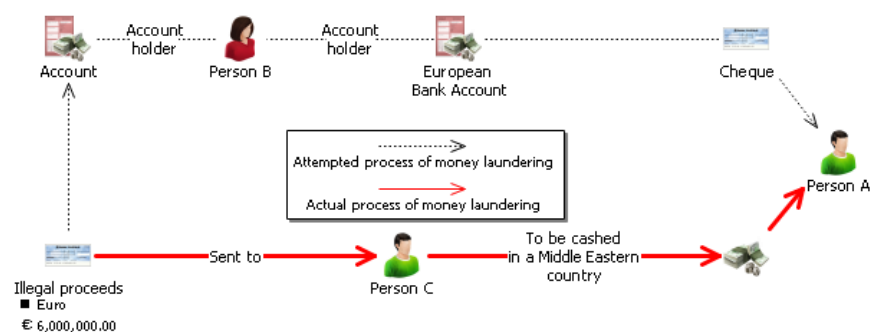 Account
Account
holder
Person B
Account
holder
European
Bank Account
Cheque
Person A
Attempted process of money laundering
Actual process of money laundering
Illegal proceeds
■ Euro
€ 6,000,000.00
Sent to
Person C
To be cashed
in a Middle Eastern
country